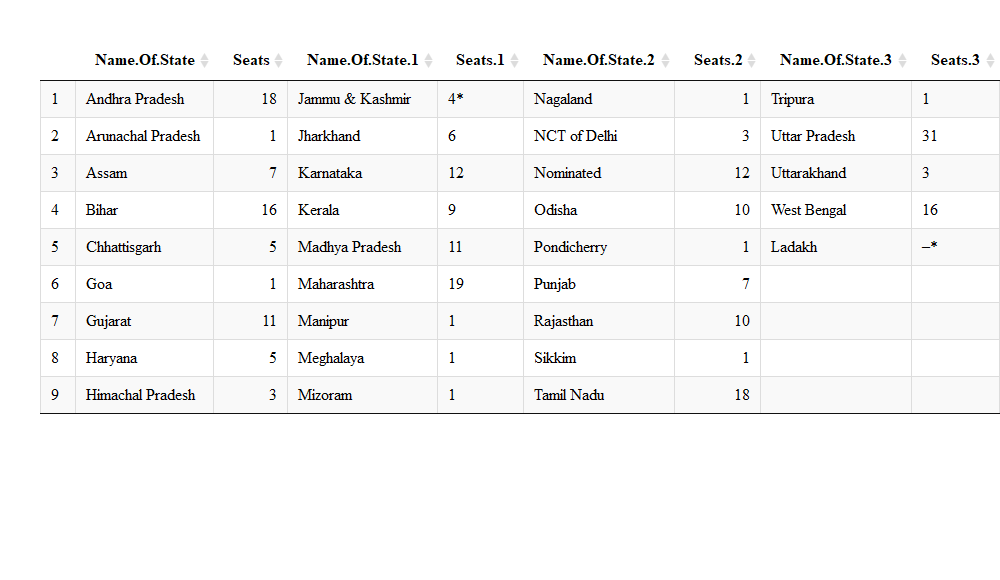 Name.Of.State Seats Name.Of.State.1 Seats.1 Name.Of.State.2 Seats.2 Name.Of.State.3 Seats.3
1 Andhra Pradesh 18 Jammu & Kashmir 4* Nagaland 1 Tripura 1
2 Arunachal Pradesh 1 Jharkhand 6 NCT of Delhi 3 Uttar Pradesh 31
3 Assam 7 Karnataka 12 Nominated 12 Uttarakhand 3
4 Bihar 16 Kerala 9 Odisha 10 West Bengal 16
5 Chhattisgarh 5 Madhya Pradesh 11 Pondicherry 1 Ladakh –*
6 Goa 1 Maharashtra 19 Punjab 7
7 Gujarat 11 Manipur 1 Rajasthan 10
8 Haryana 5 Meghalaya 1 Sikkim 1
9 Himachal Pradesh 3 Mizoram 1 Tamil Nadu 18